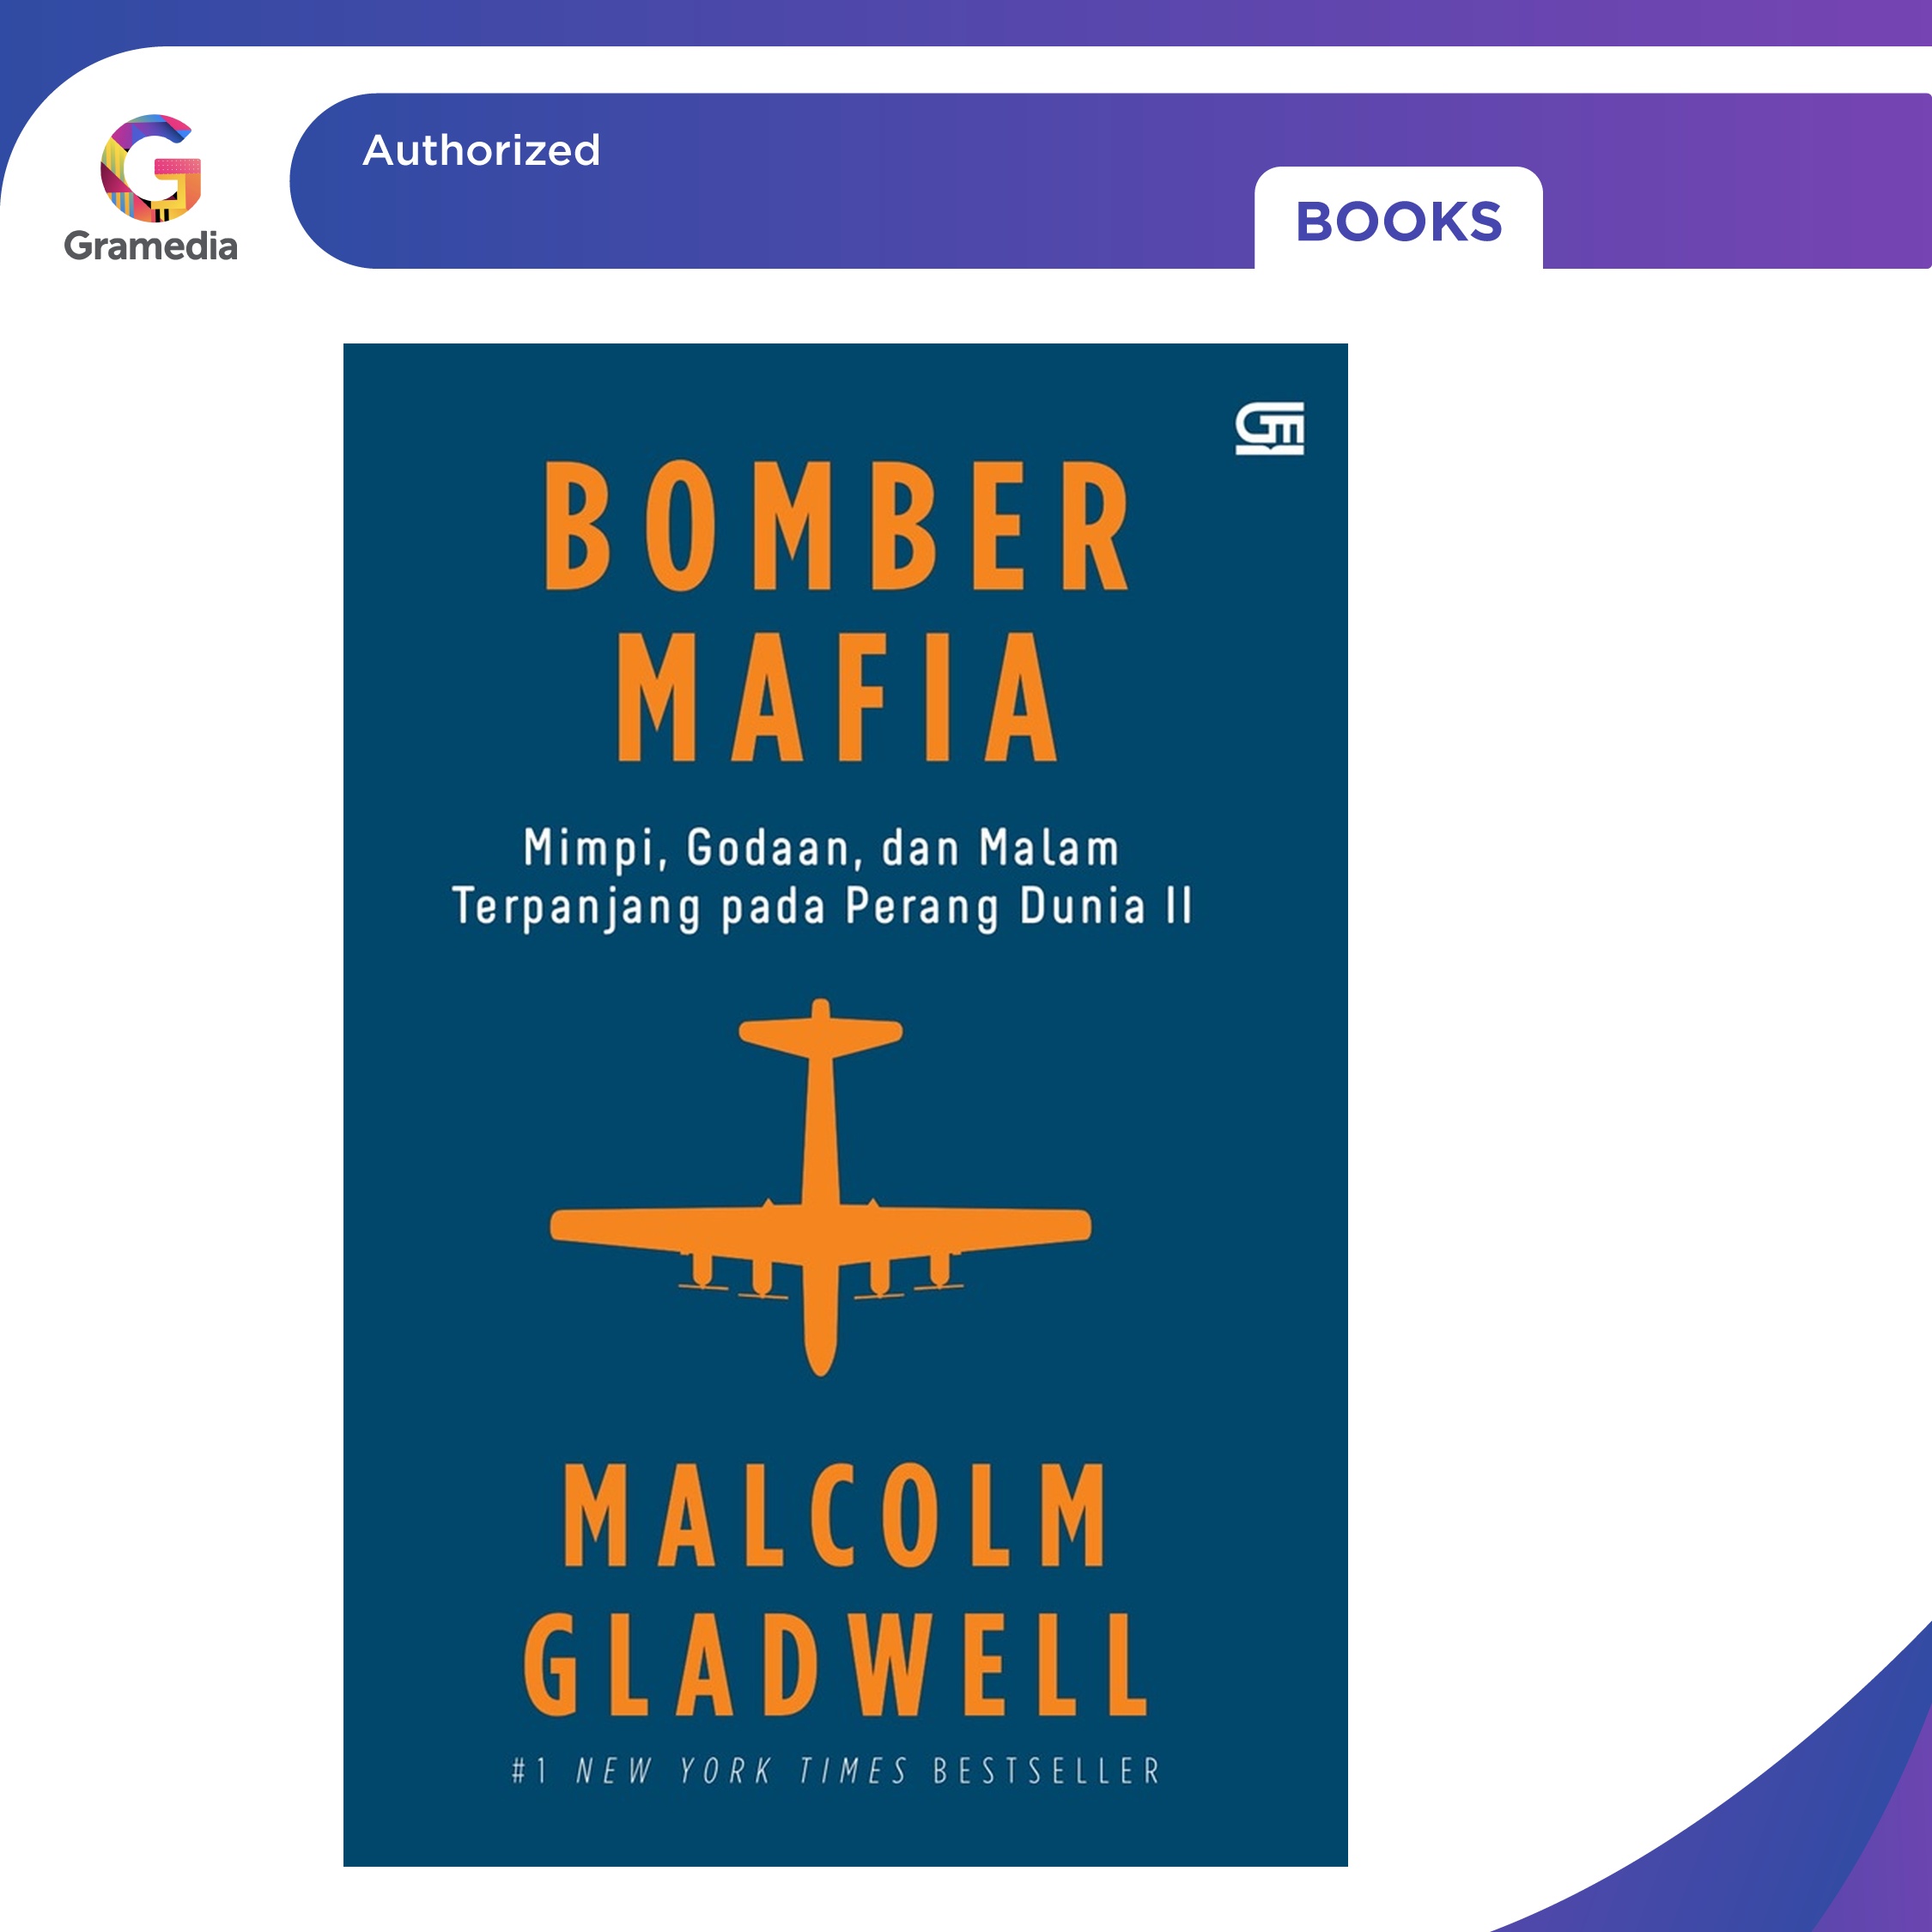 Authorized
BOOKS
Gramedia
GM
BOMBER
MAFIA
Mimpi, Godaan, dan Malam
Terpanjang pada Perang Dunia II
MALCOLM
GLADWELL
#1 NEW YORK TIMES BESTSELLER